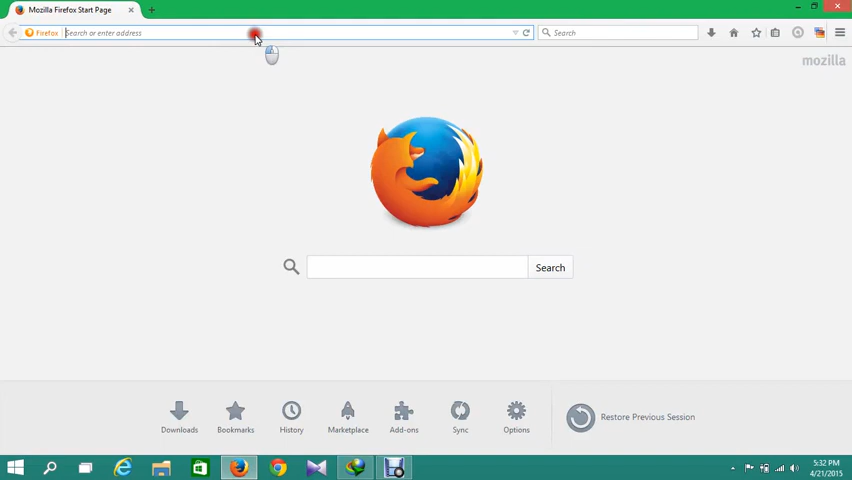 Mozilla Firefox Start Page
Firefox Search or enter address
Search
mozilla
Search
Downloads Bookmarks History Marketplace Add-ons Sync Options Restore Previous Session
5:32 PM
4/21/2015